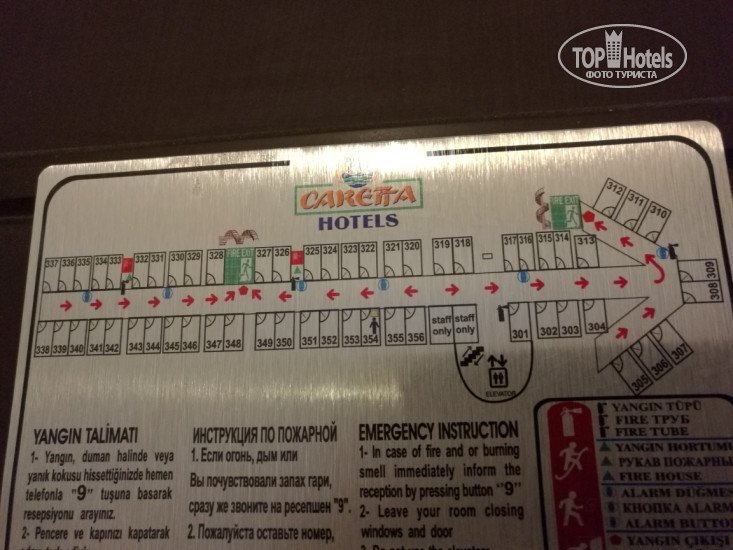 TOP Hotels
ФОТО ТУРИСТА
CARETTA
HOTELS
312 311 310
FIRE EXIT
337 336 335 334 333 332 331 330 329 328 FIRE EXIT 327 326 325 324 323 322 321 320 319 318 317 316 315 314 313
309
308
338 339 340 341 342 343 344 345 346 347 348 349 350 351 352 353 354 355 356 staff only staff only 301 302 303 304
305 306 307
ELEVATOR
YANGIN TALİMATI
1- Yangın, duman halinde veya
yanık kokusu hissettiğinizde hemen
telefonla "9" tuşuna basarak
resepsiyonu arayınız.
2- Pencere ve kapınızı kapatarak
ИНСТРУКЦИЯ ПО ПОЖАРНОЙ
1. Если огонь, дым или
Вы почувствовали запах гари,
сразу же звоните на ресепшен "9".
2. Пожалуйста оставьте номер,
EMERGENCY INSTRUCTION
1- In case of fire and or burning
smell immediately inform the
reception by pressing button "9"
2- Leave your room closing
windows and door
YANGIN TÜPÜ
FIRE ТРУБ
FIRE TUBE
YANGIN HORTUMU
РУКАВ ПОЖАРНЫ
FIRE HOUSE
ALARM DÜĞMES
КНОПКА ALARM
ALARM BUTTO
YANGIN ÇIKIŞI